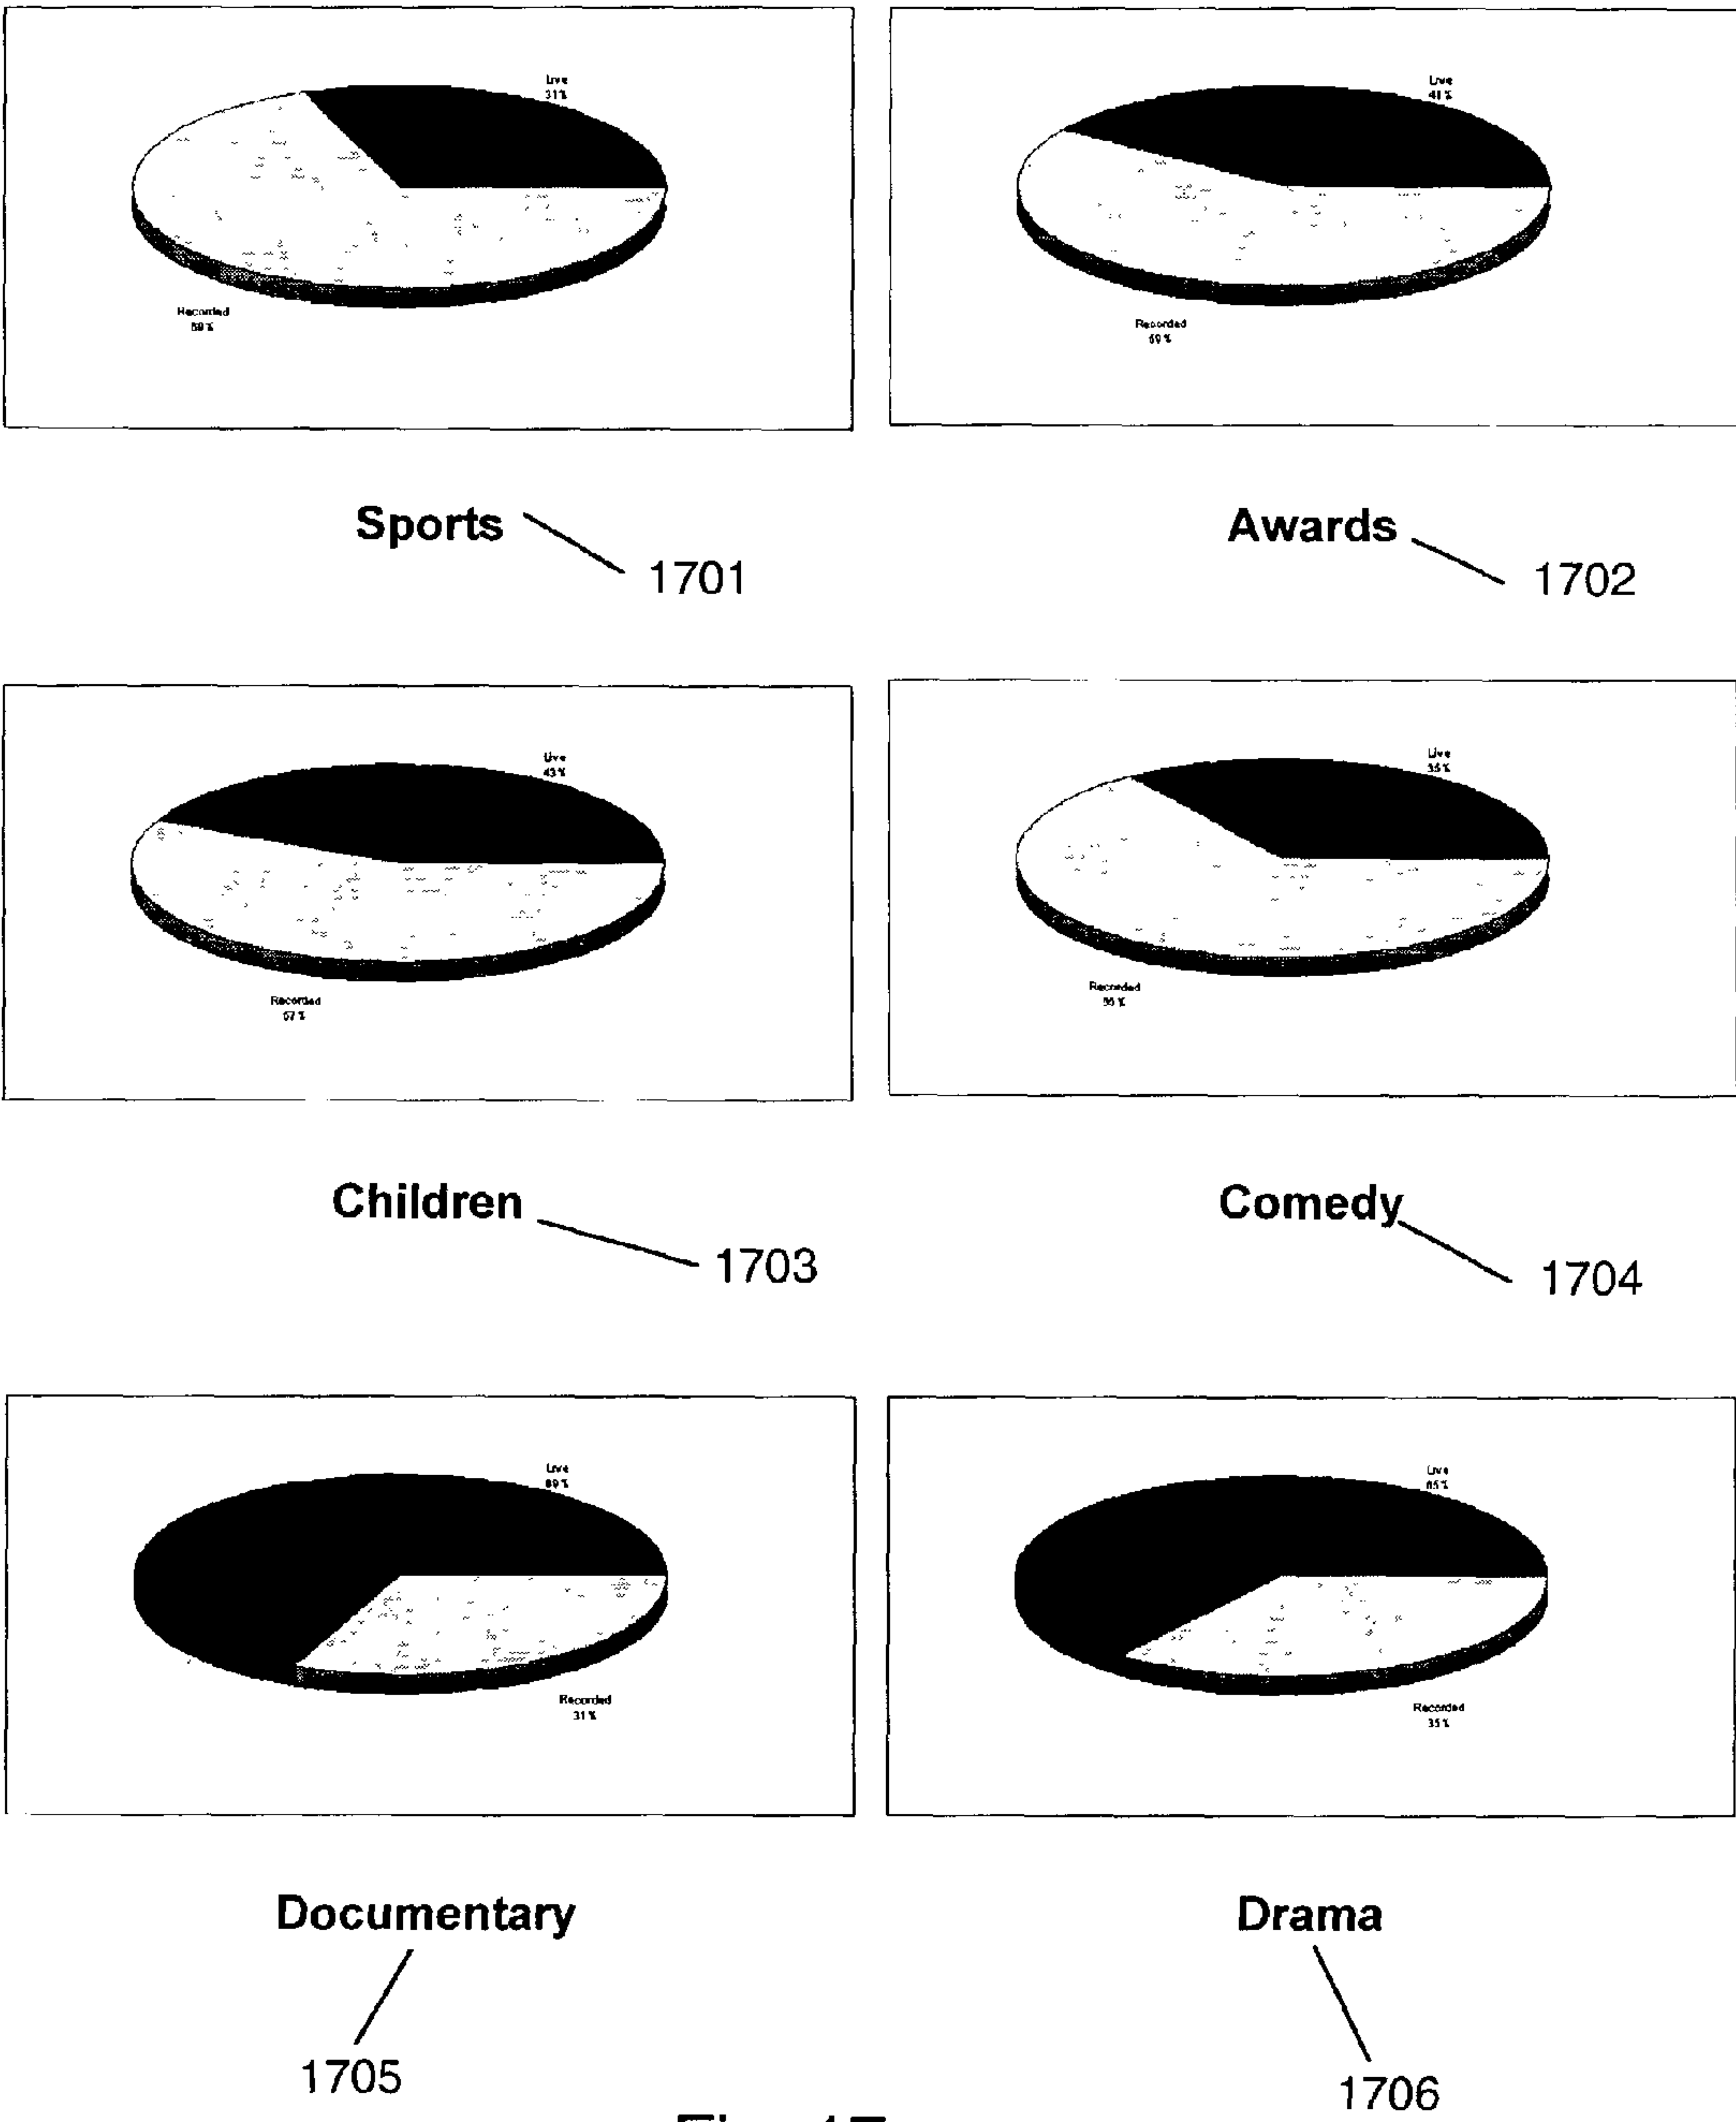 Live
31%
Live
41%
Recorded
69%
Recorded
59%
Sports
Awards
1701
1702
Live
43%
Live
35%
Recorded
57%
Recorded
Children
Comedy
1703
1704
Live
69%
Live
65%
Recorded
31%
Recorded
35%
Documentary
Drama
1705
1706